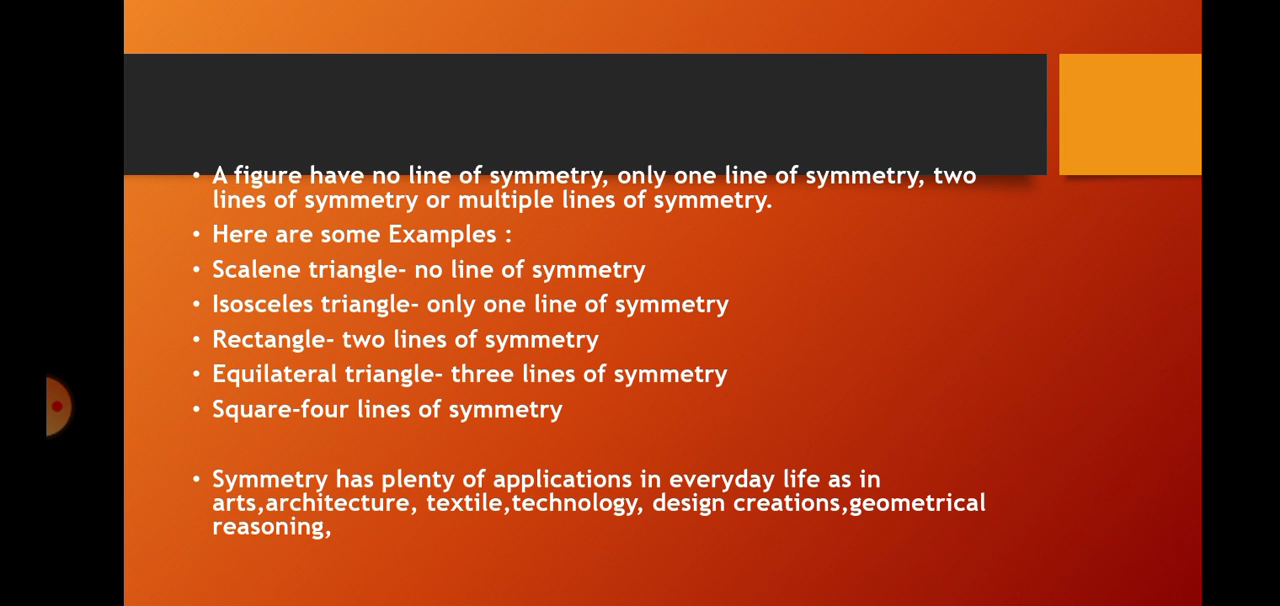 • A figure have no line of symmetry, only one line of symmetry, two
lines of symmetry or multiple lines of symmetry.
• Here are some Examples :
• Scalene triangle- no line of symmetry
• Isosceles triangle- only one line of symmetry
• Rectangle- two lines of symmetry
• Equilateral triangle- three lines of symmetry
• Square-four lines of symmetry
• Symmetry has plenty of applications in everyday life as in
arts,architecture, textile,technology, design creations,geometrical
reasoning,